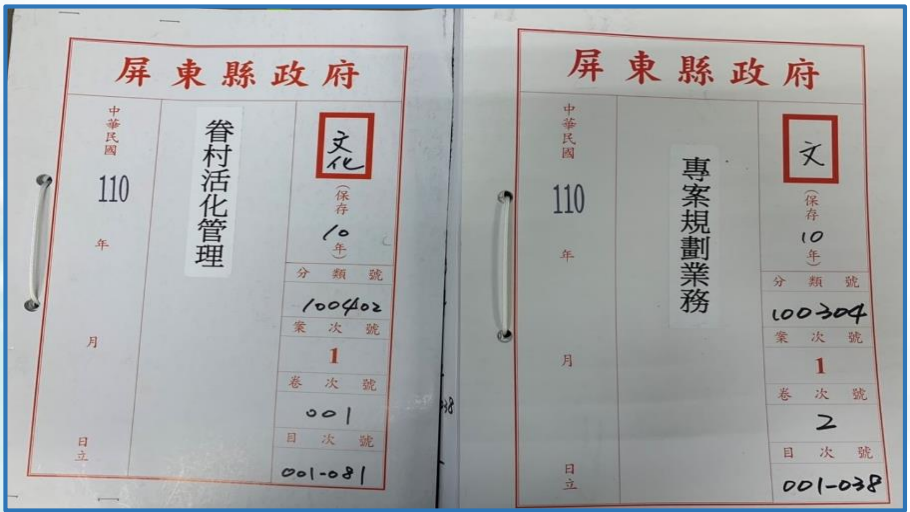 屏東縣政府
中華民國
110
年
月
日立
眷村活化管理
文化
(保存
10
年)
分類號
100402
案次號
1
卷次號
001
目次號
001-081
屏東縣政府
中華民國
110
年
月
日立
專案規劃業務
文
(保存
10
年)
分類號
100304
案次號
1
卷次號
2
目次號
001-038